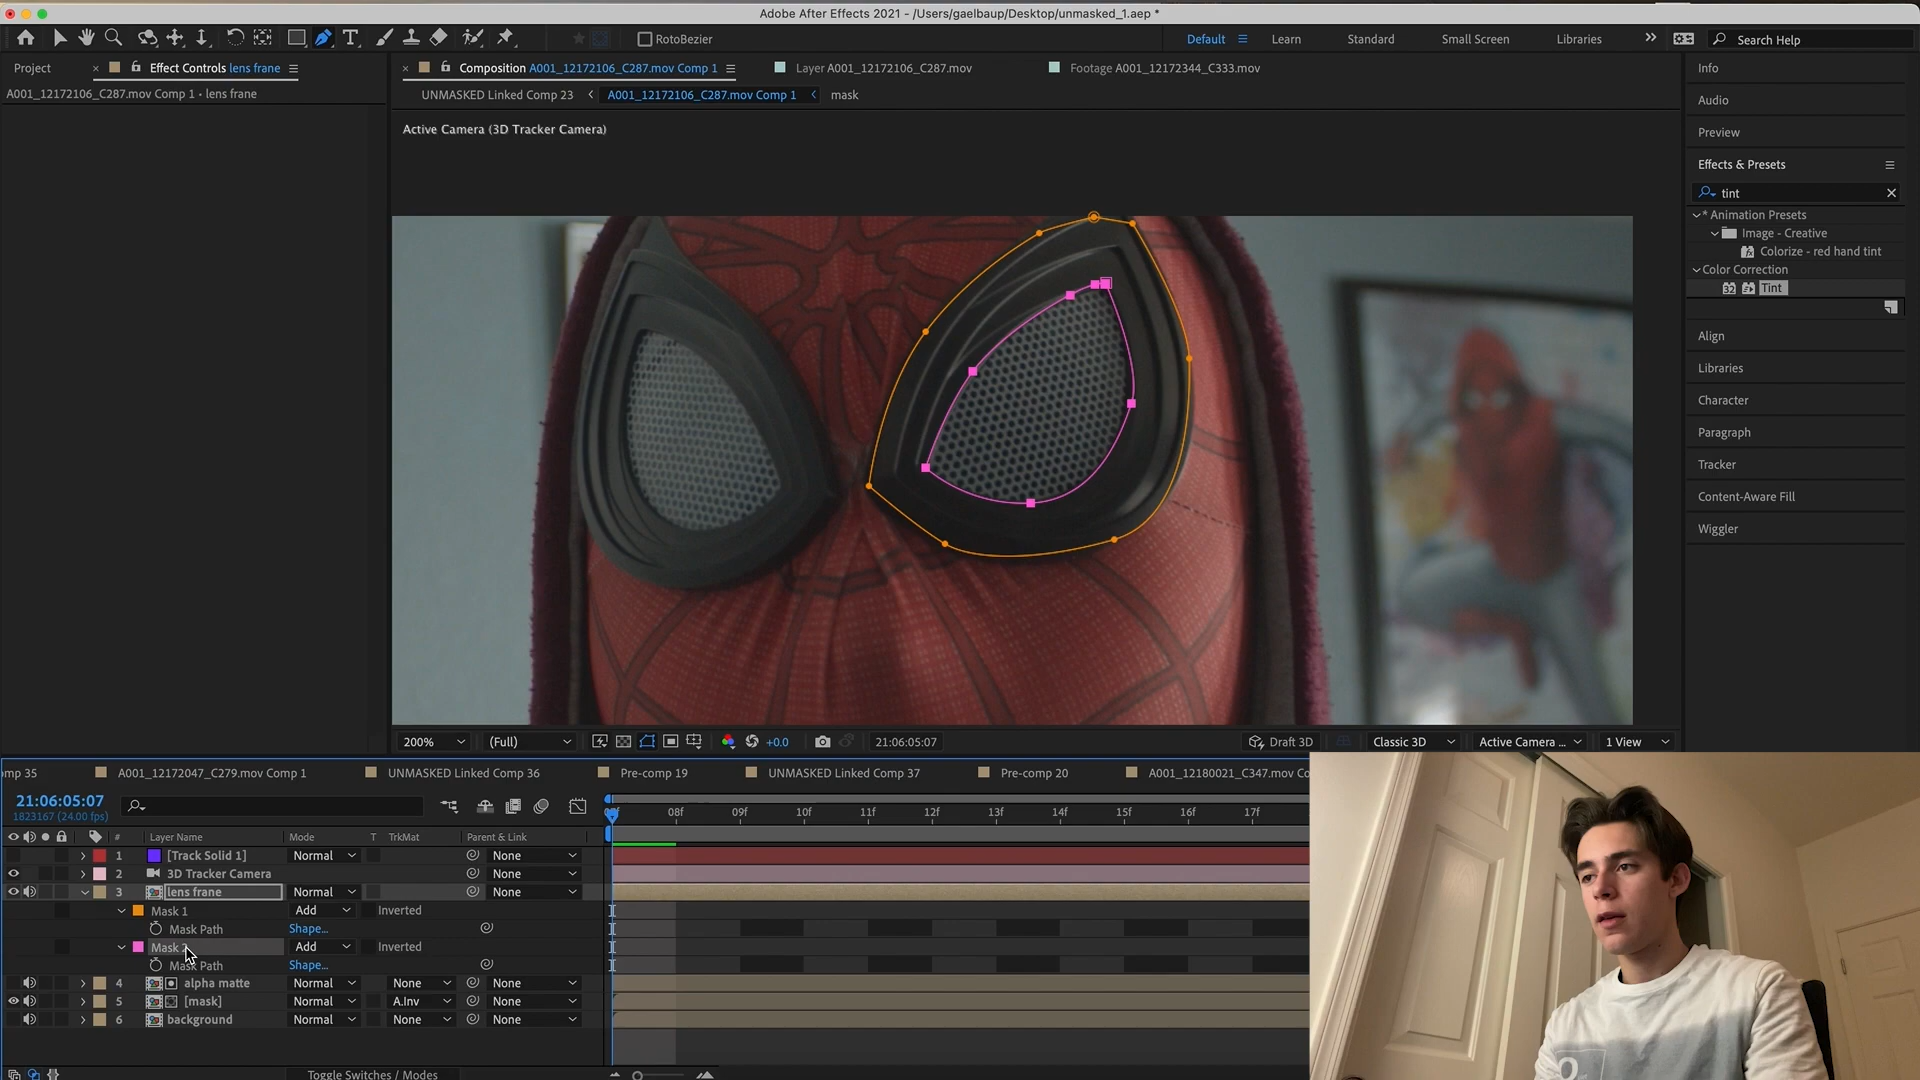 Adobe After Effects 2021 - /Users/gaelbaup/Desktop/unmasked_1.aep *
RotoBezier
Default
Learn
Standard
Small Screen
Libraries
Search Help
Project
Effect Controls lens frane
Composition A001_12172106_C287.mov Comp 1
Layer A001_12172106_C287.mov
Footage A001_12172344_C333.mov
Info
A001_12172106_C287.mov Comp 1 • lens frane
UNMASKED Linked Comp 23
A001_12172106_C287.mov Comp 1
mask
Audio
Active Camera (3D Tracker Camera)
Preview
Effects & Presets
tint
* Animation Presets
Image - Creative
Colorize - red hand tint
Color Correction
32 Tint
Align
Libraries
Character
Paragraph
Tracker
Content-Aware Fill
Wiggler
200%
(Full)
+0.0
21:06:05:07
Draft 3D
Classic 3D
Active Camera ...
1 View
mp 35
A001_12172047_C279.mov Comp 1
UNMASKED Linked Comp 36
Pre-comp 19
UNMASKED Linked Comp 37
Pre-comp 20
A001_12180021_C347.mov Co
21:06:05:07
1823167 (24.00 fps)
08f 09f 10f 11f 12f 13f 14f 15f 16f 17f
# Layer Name Mode T TrkMat Parent & Link
1 [Track Solid 1] Normal None
2 3D Tracker Camera None
3 lens frane Normal None
Mask 1 Add Inverted
Mask Path Shape...
Mask Add Inverted
Mask Path Shape...
4 alpha matte Normal None None
5 [mask] Normal A.Inv None
6 background Normal None None
Toggle Switches / Modes